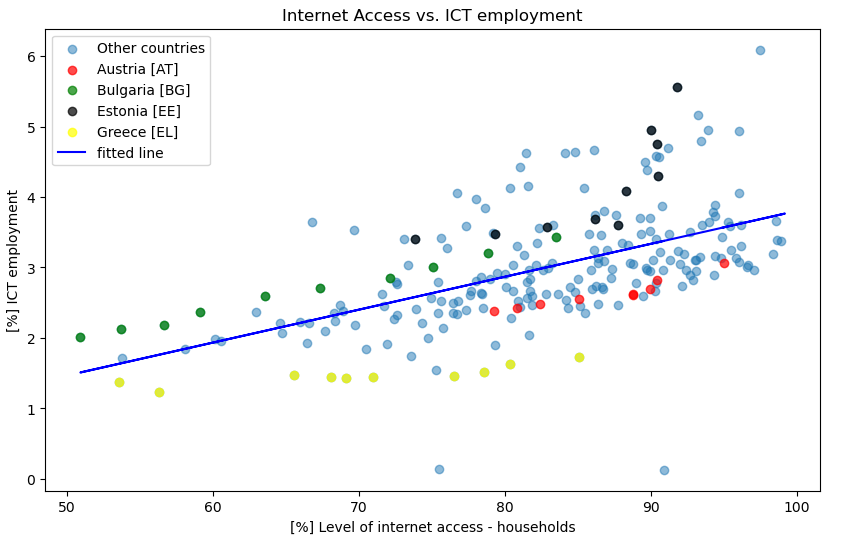 Internet Access vs. ICT employment
Other countries
Austria [AT]
Bulgaria [BG]
Estonia [EE]
Greece [EL]
fitted line
6
5
4
3
2
1
0
[%] ICT employment
50 60 70 80 90 100
[%] Level of internet access - households